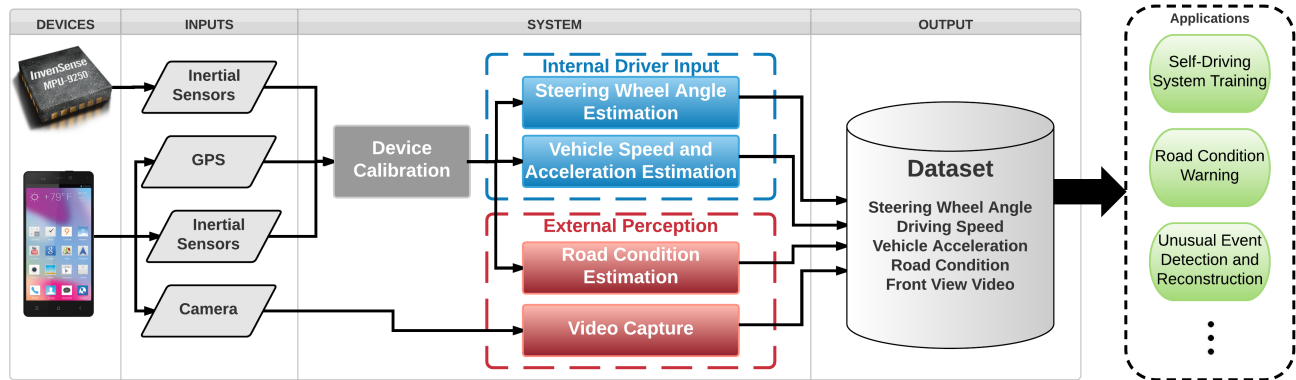 DEVICES
INPUTS
SYSTEM
OUTPUT
Applications
InvenSense
MPU-9250
+79°F
Inertial
Sensors
GPS
Inertial
Sensors
Camera
Device
Calibration
Internal Driver Input
Steering Wheel Angle
Estimation
Vehicle Speed and
Acceleration Estimation
External Perception
Road Condition
Estimation
Video Capture
Dataset
Steering Wheel Angle
Driving Speed
Vehicle Acceleration
Road Condition
Front View Video
Self-Driving
System Training
Road Condition
Warning
Unusual Event
Detection and
Reconstruction